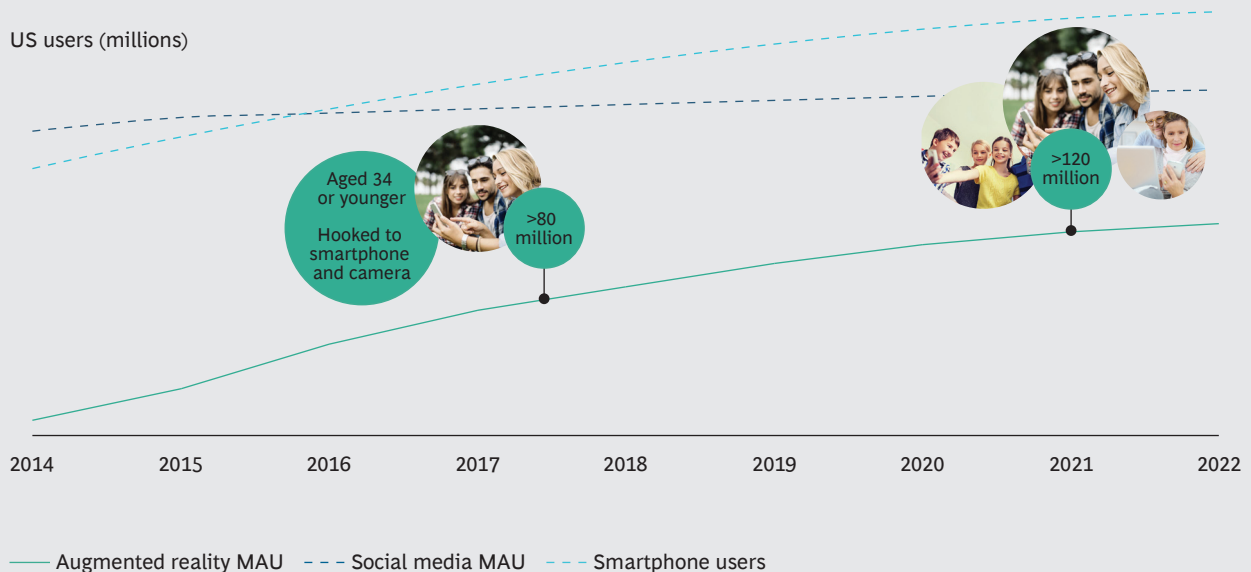 US users (millions)
Aged 34
or younger
Hooked to
smartphone
and camera
>80
million
>120
million
2014 2015 2016 2017 2018 2019 2020 2021 2022
Augmented reality MAU Social media MAU Smartphone users